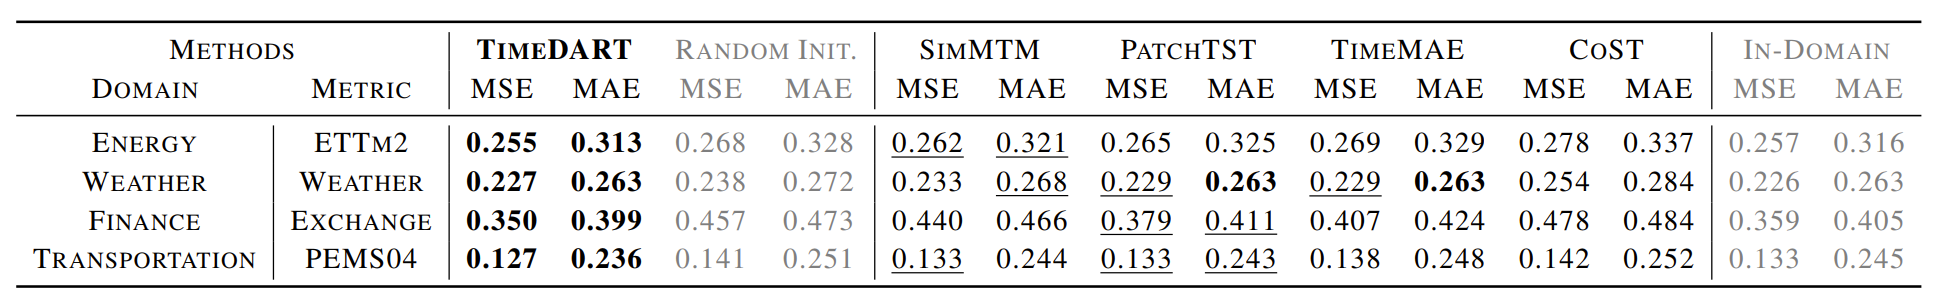 METHODS TIMEDART RANDOM INIT. SIMMTM PATCHTST TIMEMAE COST IN-DOMAIN
DOMAIN METRIC MSE MAE MSE MAE MSE MAE MSE MAE MSE MAE MSE MAE MSE MAE
ENERGY ETTM2 0.255 0.313 0.268 0.328 0.262 0.321 0.265 0.325 0.269 0.329 0.278 0.337 0.257 0.316
WEATHER WEATHER 0.227 0.263 0.238 0.272 0.233 0.268 0.229 0.263 0.229 0.263 0.254 0.284 0.226 0.263
FINANCE EXCHANGE 0.350 0.399 0.457 0.473 0.440 0.466 0.379 0.411 0.407 0.424 0.478 0.484 0.359 0.405
TRANSPORTATION PEMS04 0.127 0.236 0.141 0.251 0.133 0.244 0.133 0.243 0.138 0.248 0.142 0.252 0.133 0.245